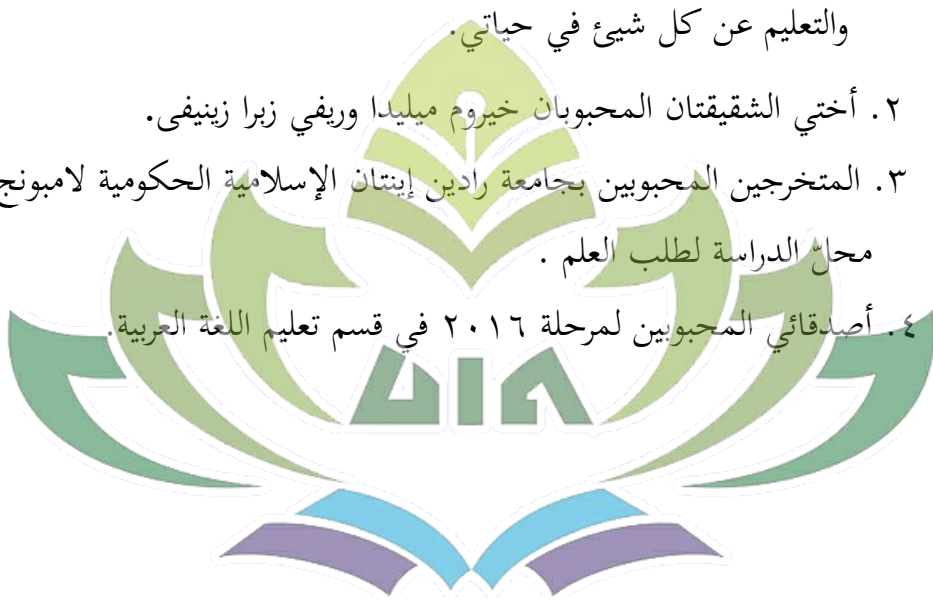 والتعليم عن كل شيئ في حياتي.
٢. أختي الشقيقتان المحبوبان خيروم ميليدا وريفي زبرا زينيفى.
٣. المتخرجين المحبوبين بجامعة رادين إينتان الإسلامية الحكومية لامبونج
محلّ الدراسة لطلب العلم .
٤. أصدقائي المحبوبين لمرحلة ٢٠١٦ في قسم تعليم اللغة العربية.